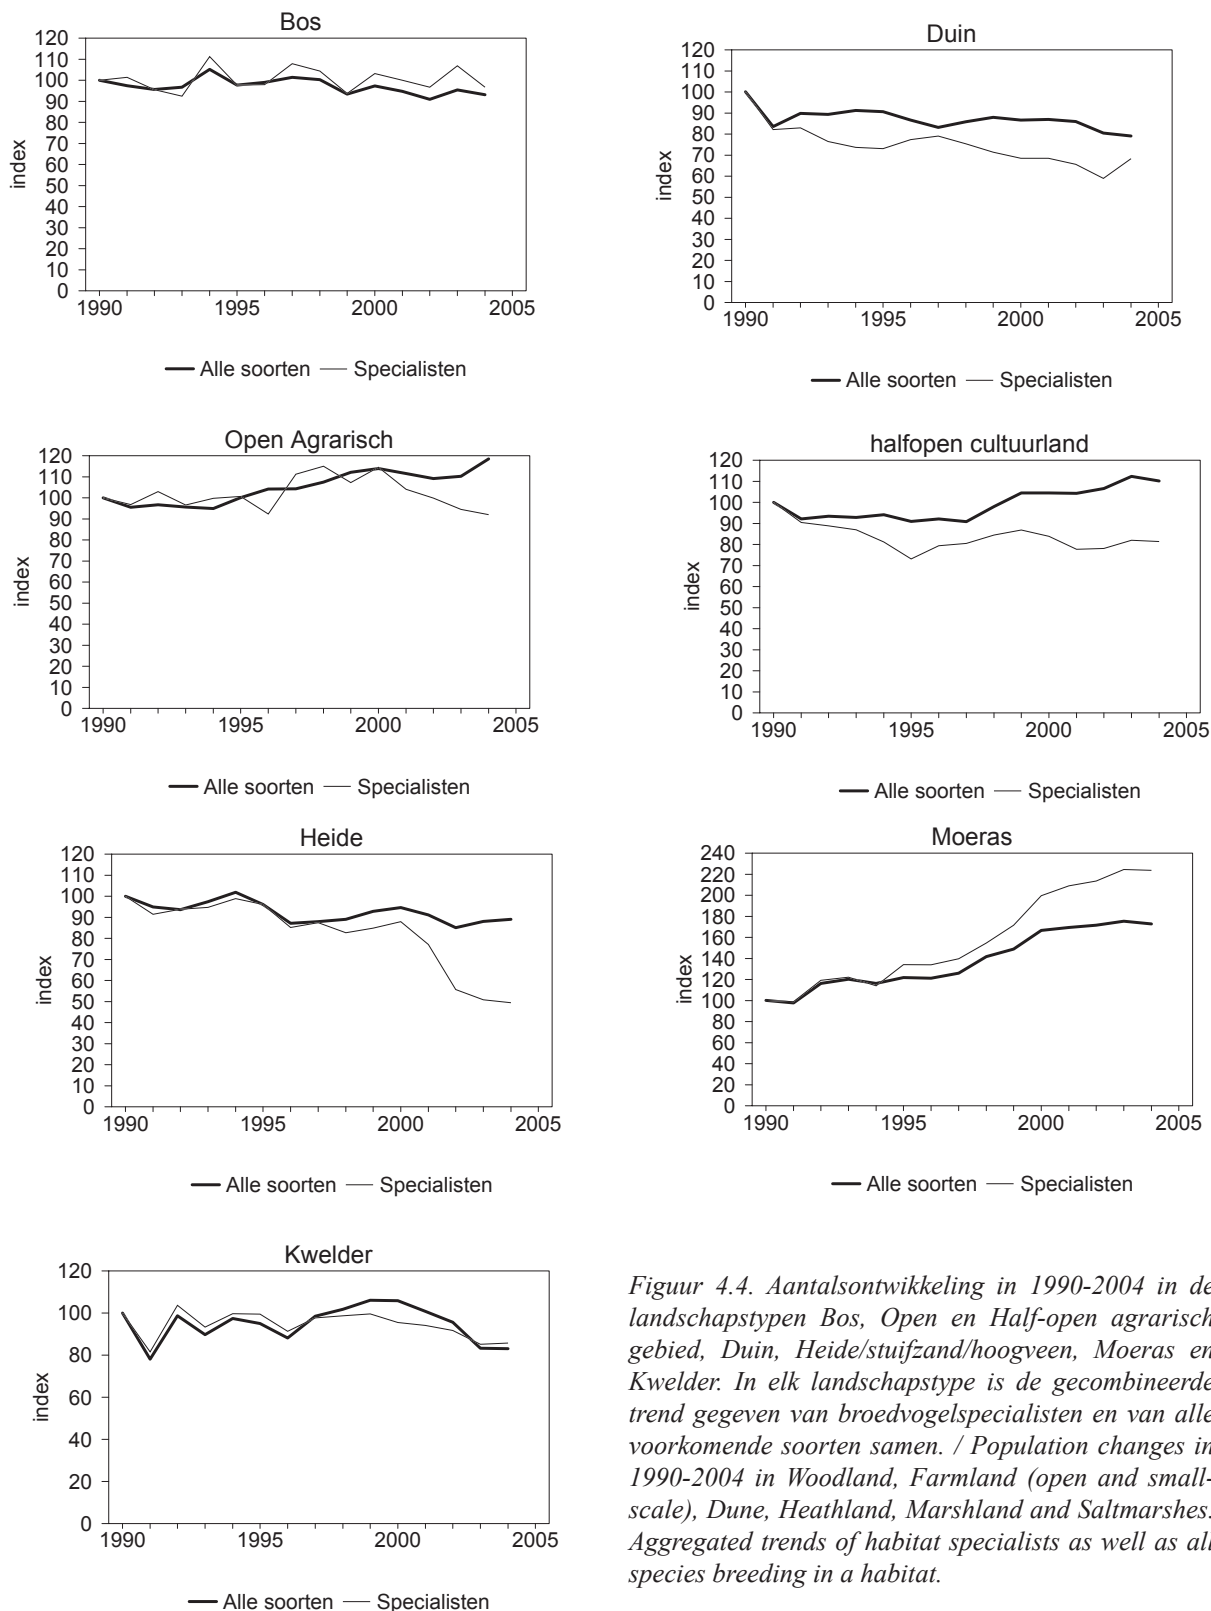 Bos
120
110
100
90
80
70
60
50
40
30
20
10
0
index
1990 1995 2000 2005
Alle soorten Specialisten
Duin
120
110
100
90
80
70
60
50
40
30
20
10
0
index
1990 1995 2000 2005
Alle soorten Specialisten
Open Agrarisch
120
110
100
90
80
70
60
50
40
30
20
10
0
index
1990 1995 2000 2005
Alle soorten Specialisten
halfopen cultuurland
120
110
100
90
80
70
60
50
40
30
20
10
0
index
1990 1995 2000 2005
Alle soorten Specialisten
Heide
120
110
100
90
80
70
60
50
40
30
20
10
0
index
1990 1995 2000 2005
Alle soorten Specialisten
Moeras
240
220
200
180
160
140
120
100
80
60
40
20
0
index
1990 1995 2000 2005
Alle soorten Specialisten
Kwelder
120
100
80
60
40
20
0
index
1990 1995 2000 2005
Alle soorten Specialisten
Figuur 4.4. Aantalsontwikkeling in 1990-2004 in de
landschapstypen Bos, Open en Half-open agrarisch
gebied, Duin, Heide/stuifzand/hoogveen, Moeras en
Kwelder. In elk landschapstype is de gecombineerde
trend gegeven van broedvogelspecialisten en van alle
voorkomende soorten samen. / Population changes in
1990-2004 in Woodland, Farmland (open and small-
scale), Dune, Heathland, Marshland and Saltmarshes.
Aggregated trends of habitat specialists as well as all
species breeding in a habitat.